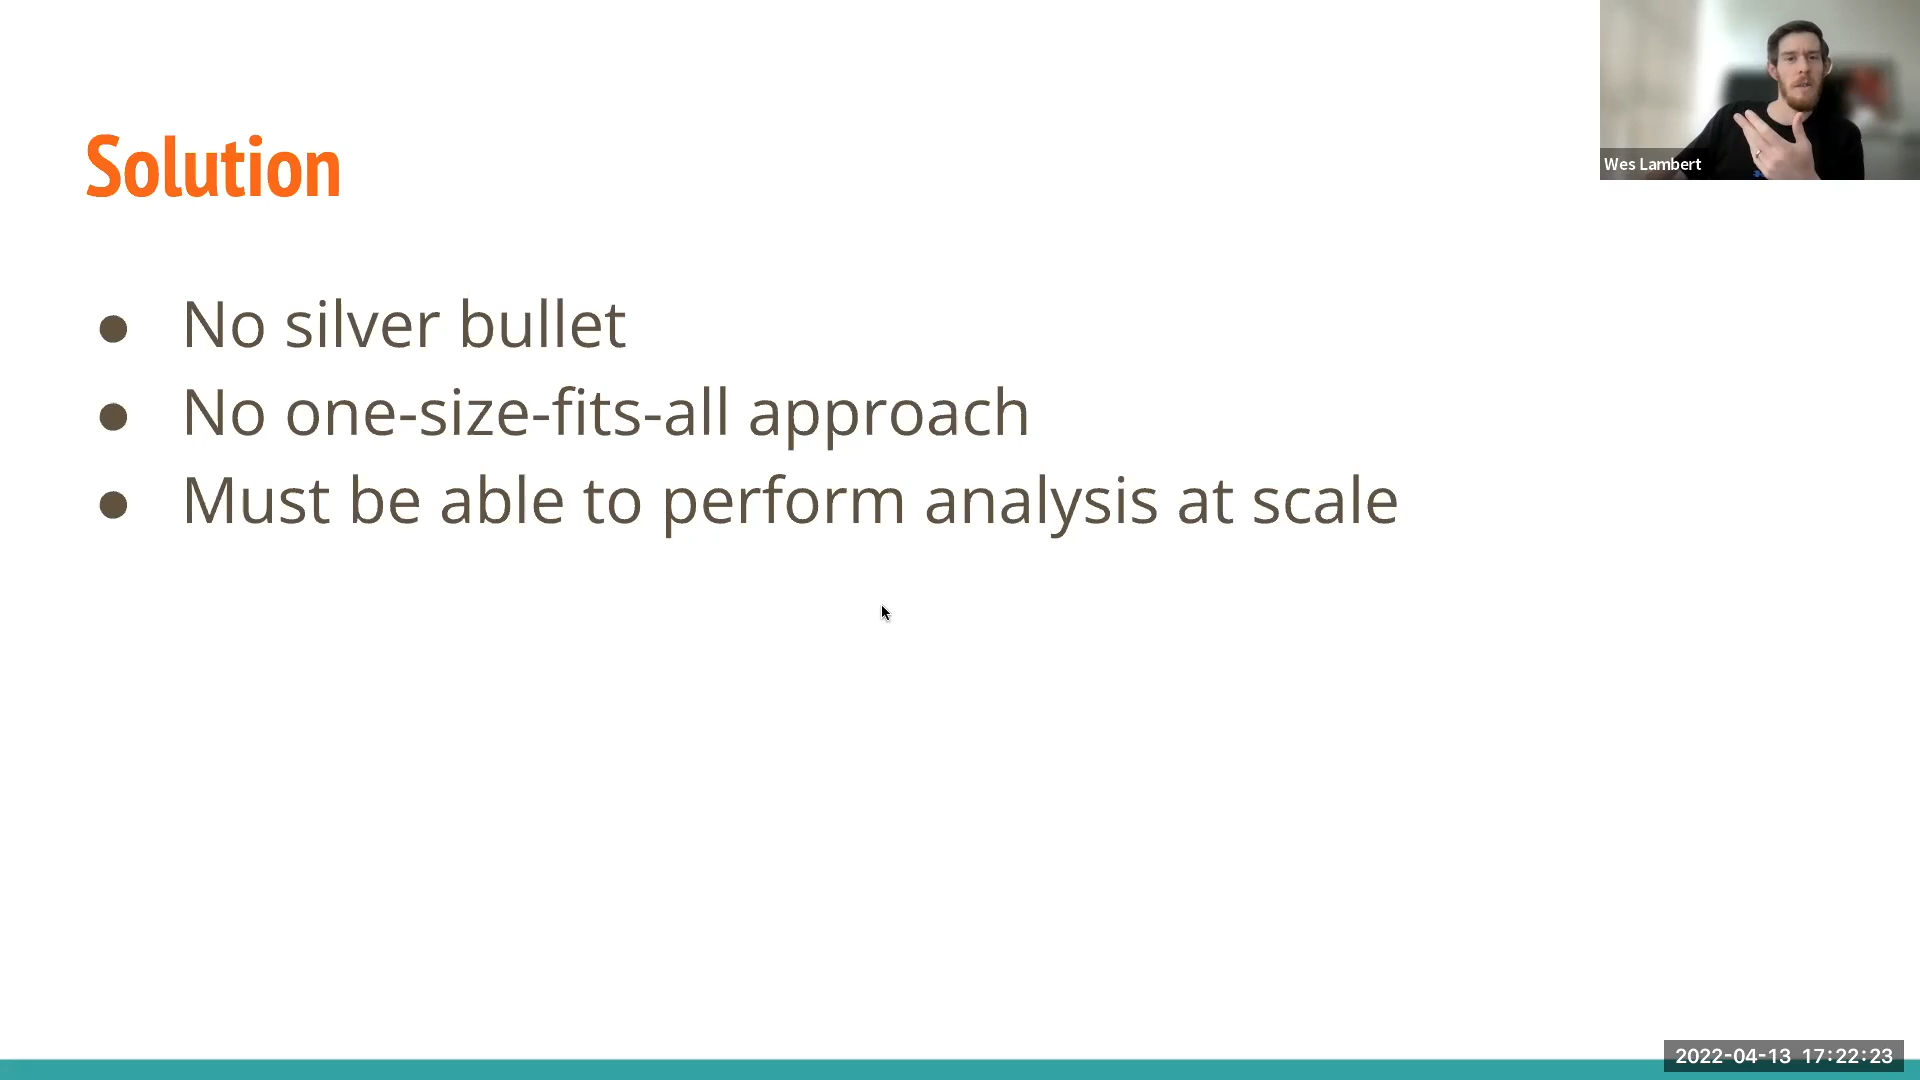 Solution
● No silver bullet
● No one-size-fits-all approach
● Must be able to perform analysis at scale
Wes Lambert
2022-04-13 17:22:23